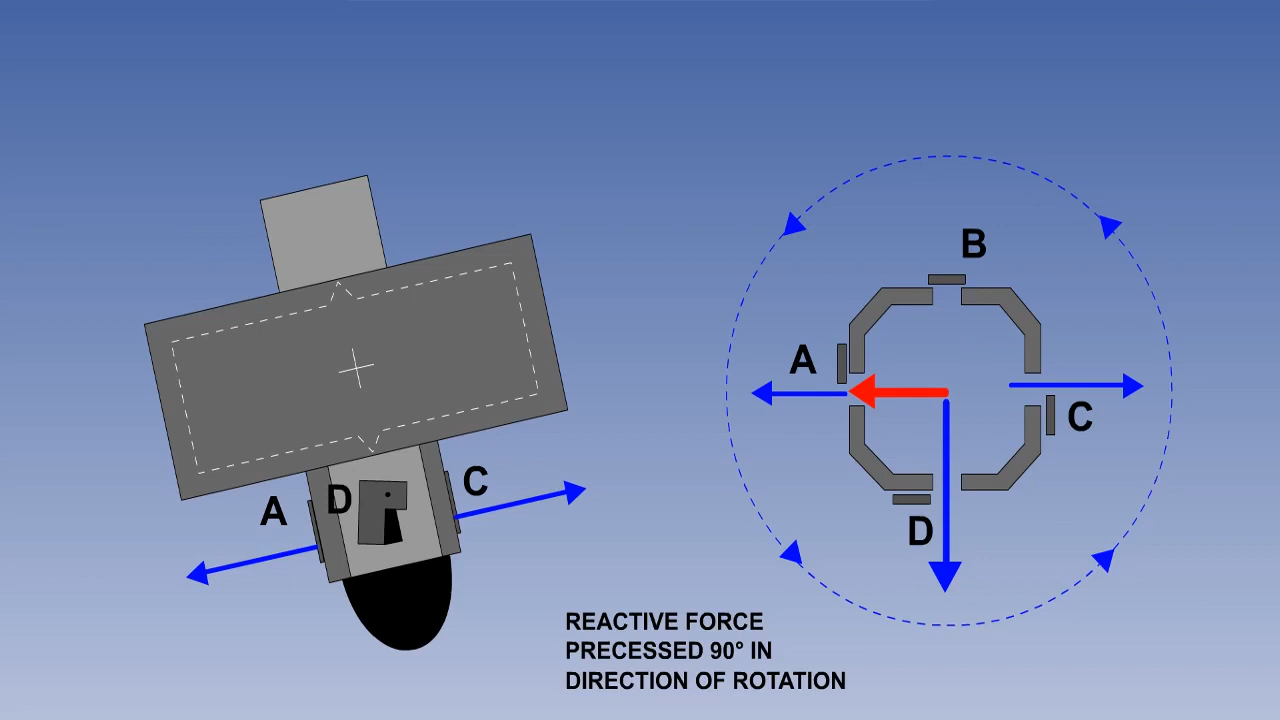 B
A
C
D
C
D
A
REACTIVE FORCE
PRECESSED 90° IN
DIRECTION OF ROTATION